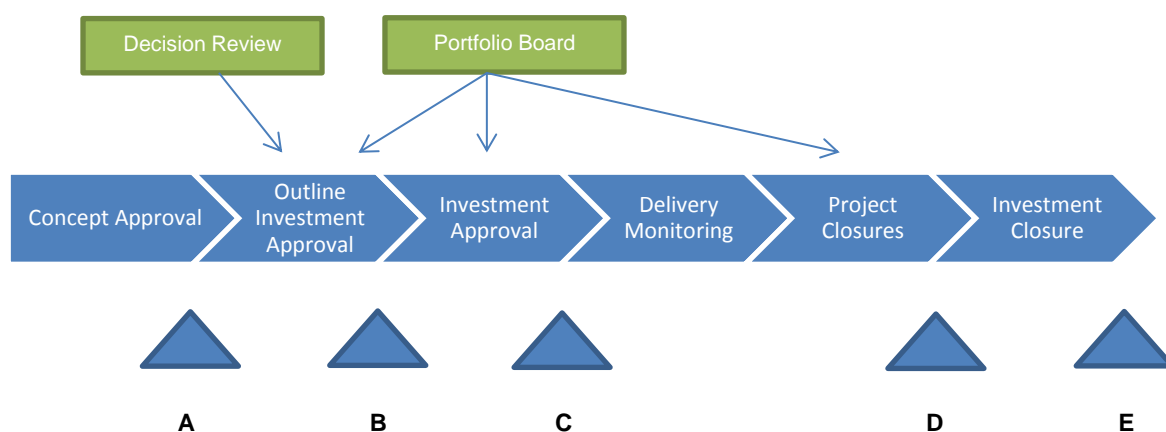 Decision Review
Portfolio Board
Concept Approval
Outline
Investment
Approval
Investment
Approval
Delivery
Monitoring
Project
Closures
Investment
Closure
A
B
C
D
E